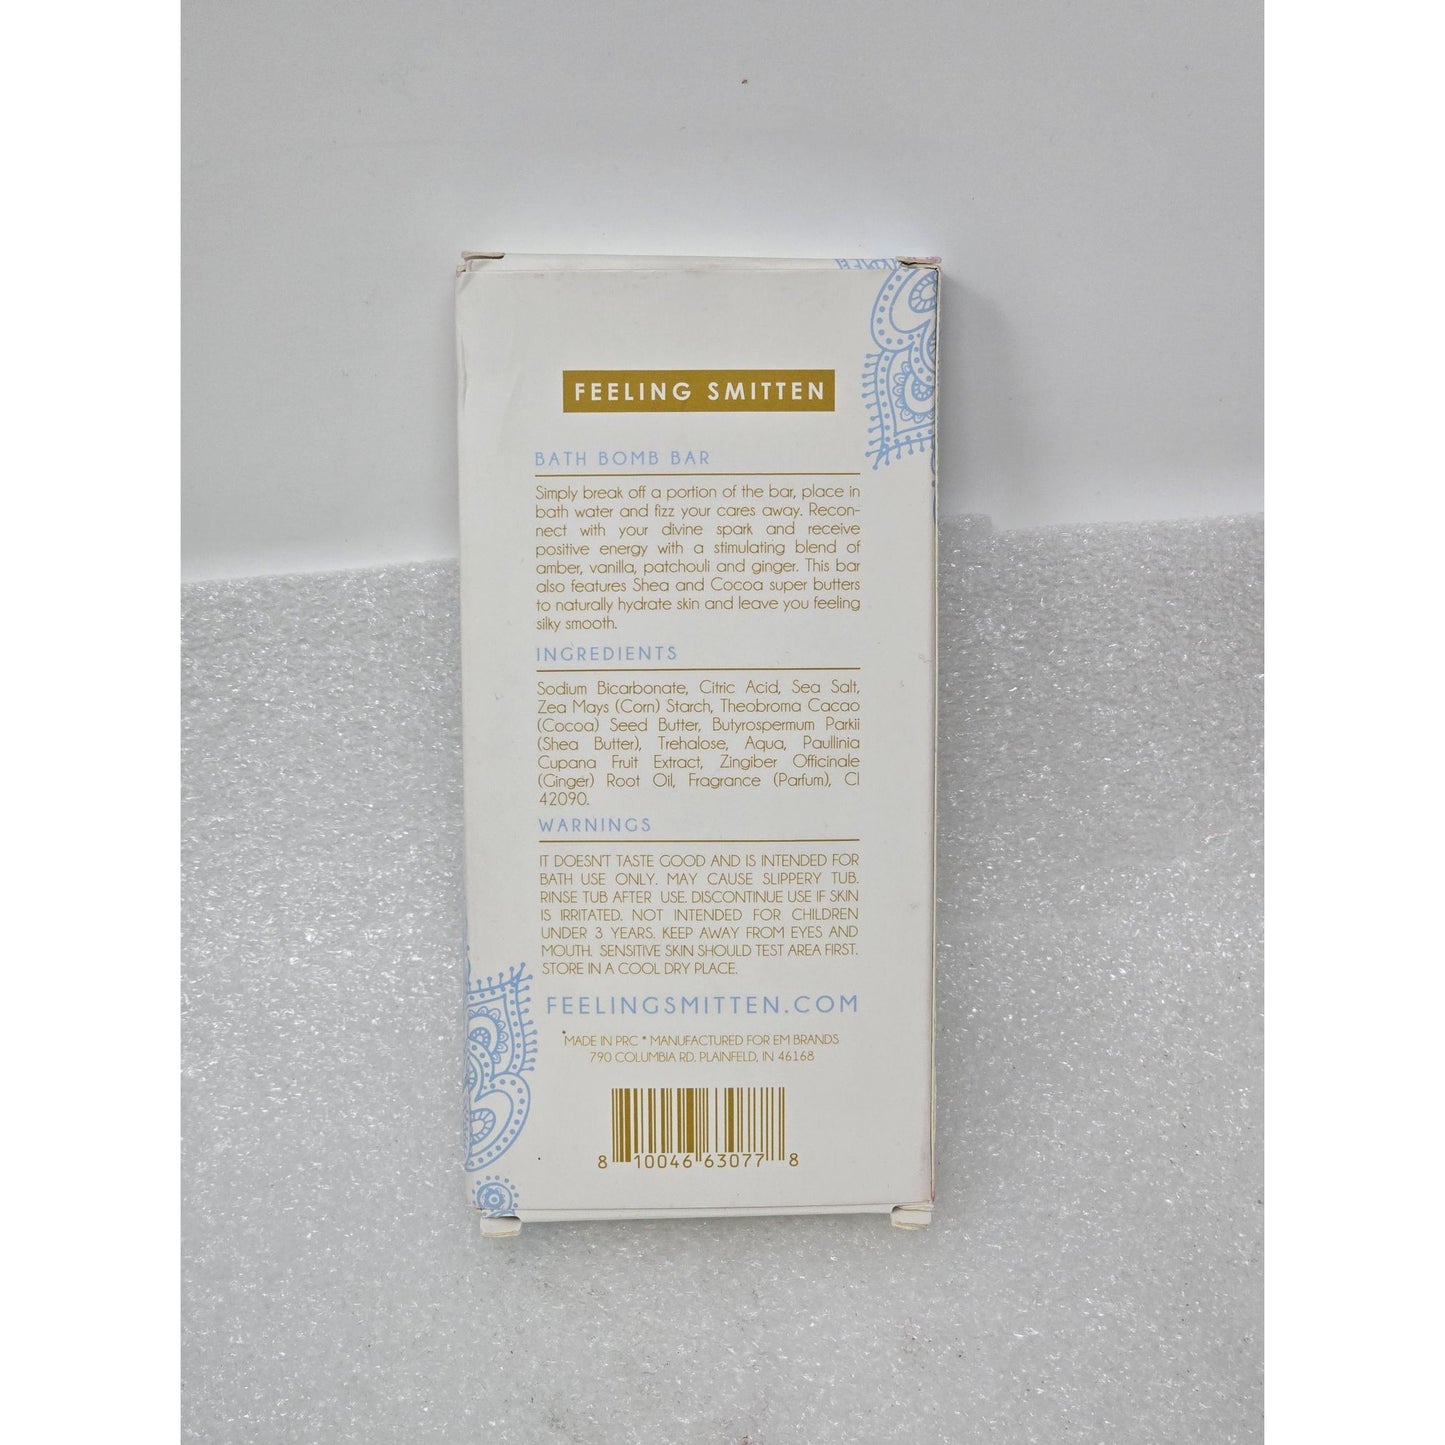 FEELING SMITTEN
BATH BOMB BAR
Simply break off a portion of the bar, place in
bath water and fizz your cares away. Recon-
nect with your divine spark and receive
positive energy with a stimulating blend of
amber, vanilla, patchouli and ginger. This bar
also features Shea and Cocoa super butters
to naturally hydrate skin and leave you feeling
silky smooth.
INGREDIENTS
Sodium Bicarbonate, Citric Acid, Sea Salt,
Zea Mays (Corn) Starch, Theobroma Cacao
(Cocoa) Seed Butter, Butyrospermum Parkii
(Shea Butter), Trehalose, Aqua, Paullinia
Cupana Fruit Extract, Zingiber Officinale
(Ginger) Root Oil, Fragrance (Parfum), CI
42090.
WARNINGS
IT DOESN'T TASTE GOOD AND IS INTENDED FOR
BATH USE ONLY. MAY CAUSE SLIPPERY TUB.
RINSE TUB AFTER USE. DISCONTINUE USE IF SKIN
IS IRRITATED. NOT INTENDED FOR CHILDREN
UNDER 3 YEARS. KEEP AWAY FROM EYES AND
MOUTH. SENSITIVE SKIN SHOULD TEST AREA FIRST.
STORE IN A COOL DRY PLACE.
FEELINGSMITTEN.COM
*MADE IN PRC * MANUFACTURED FOR EM BRANDS
790 COLUMBIA RD. PLAINFELD, IN 46168
8 10046 63077 8